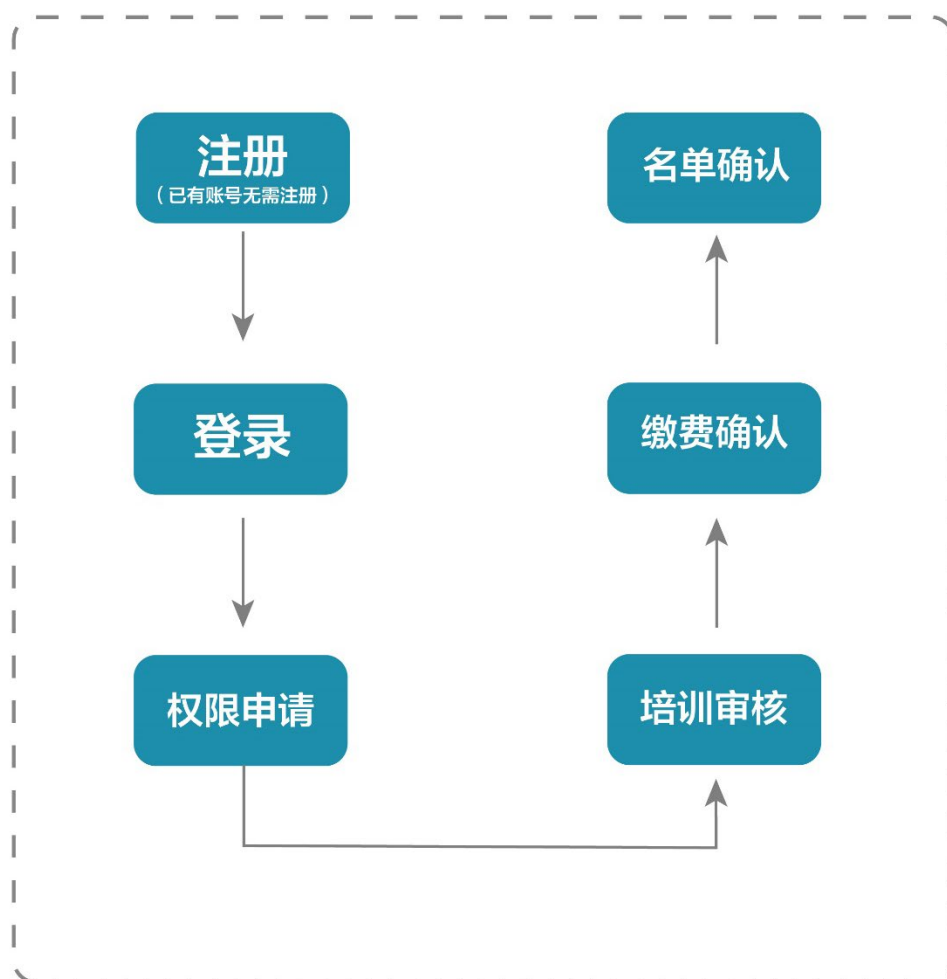 注册
（已有账号无需注册）
登录
权限申请
培训审核
缴费确认
名单确认